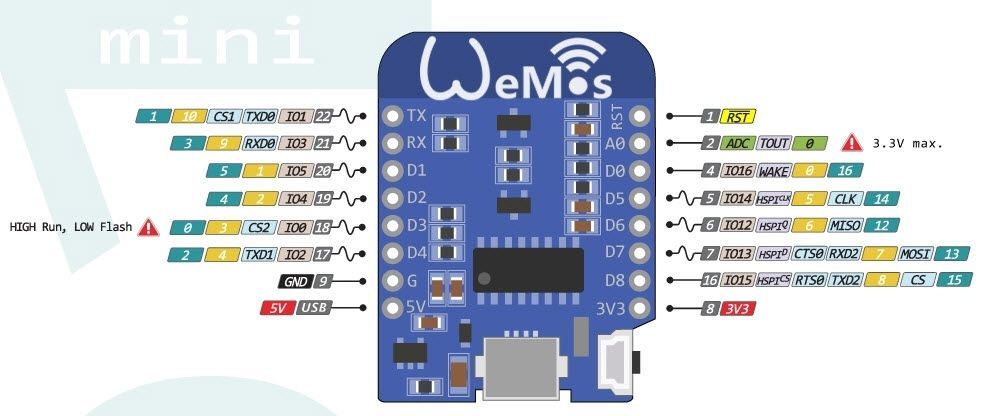 mini
WeMos
1 10 CS1 TXD0 IO1 22 TX
3 9 RXD0 IO3 21 RX
5 1 IO5 20 D1
4 2 IO4 19 D2
HIGH Run, LOW Flash 0 3 CS2 IO0 18 D3
2 4 TXD1 IO2 17 D4
GND 9 G
5V USB 5V
RST 1 RST
A0 2 ADC TOUT 0 3.3V max.
D0 4 IO16 WAKE 0 16
D5 5 IO14 HSPICLK 5 CLK 14
D6 6 IO12 HSPIQ 6 MISO 12
D7 7 IO13 HSPID CTS0 RXD2 7 MOSI 13
D8 16 IO15 HSPICS RTS0 TXD2 8 CS 15
3V3 8 3V3